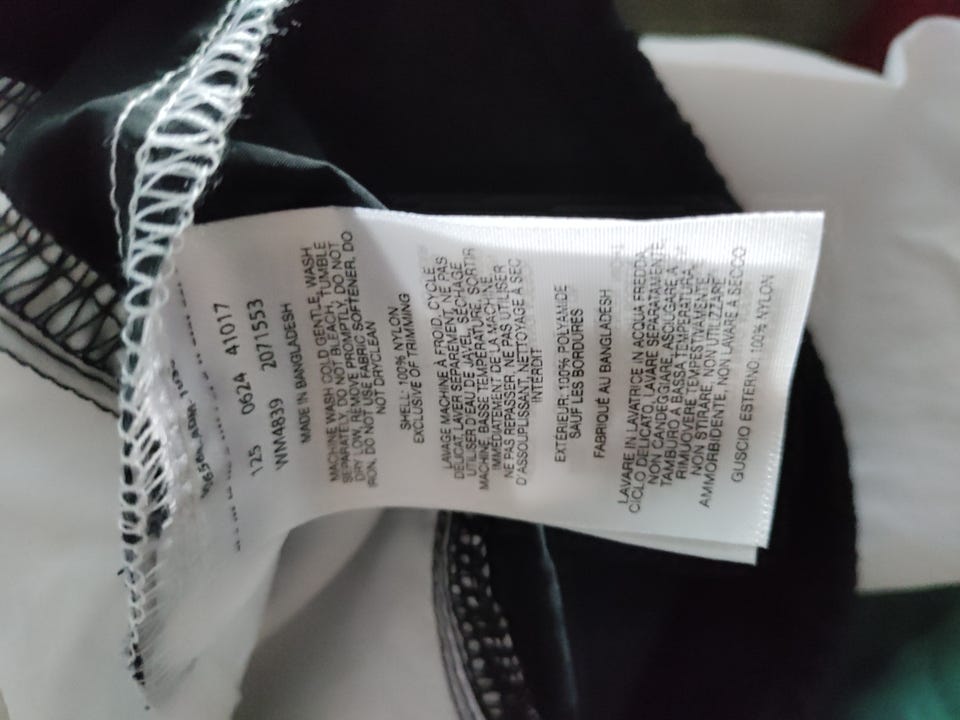 125 0624 41017
WM4839 2071553
MADE IN BANGLADESH
MACHINE WASH COLD GENTLE, WASH
SEPARATELY, DO NOT BLEACH, TUMBLE
DRY LOW, REMOVE PROMPTLY, DO NOT
IRON, DO NOT USE FABRIC SOFTENER, DO
NOT DRYCLEAN
SHELL: 100% NYLON
EXCLUSIVE OF TRIMMING
LAVAGE MACHINE À FROID, CYCLE
DÉLICAT, LAVER SÉPARÉMENT, NE PAS
UTILISER D'EAU DE JAVEL, SÉCHAGE
MACHINE, BASSE TEMPÉRATURE, SORTIR
IMMÉDIATEMENT DE LA MACHINE,
NE PAS REPASSER, NE PAS UTILISER
D'ASSOUPLISSANT, NETTOYAGE À SEC
INTERDIT
EXTÉRIEUR: 100% POLYAMIDE
SAUF LES BORDURES
FABRIQUÉ AU BANGLADESH
LAVARE IN LAVATRICE IN ACQUA FREDDA,
CICLO DELICATO, LAVARE SEPARATAMENTE,
NON CANDEGGIARE, ASCIUGARE A
TAMBURO A BASSA TEMPERATURA,
RIMUOVERE TEMPESTIVAMENTE,
NON STIRARE, NON UTILIZZARE
AMMORBIDENTE, NON LAVARE A SECCO
GUSCIO ESTERNO 100% NYLON